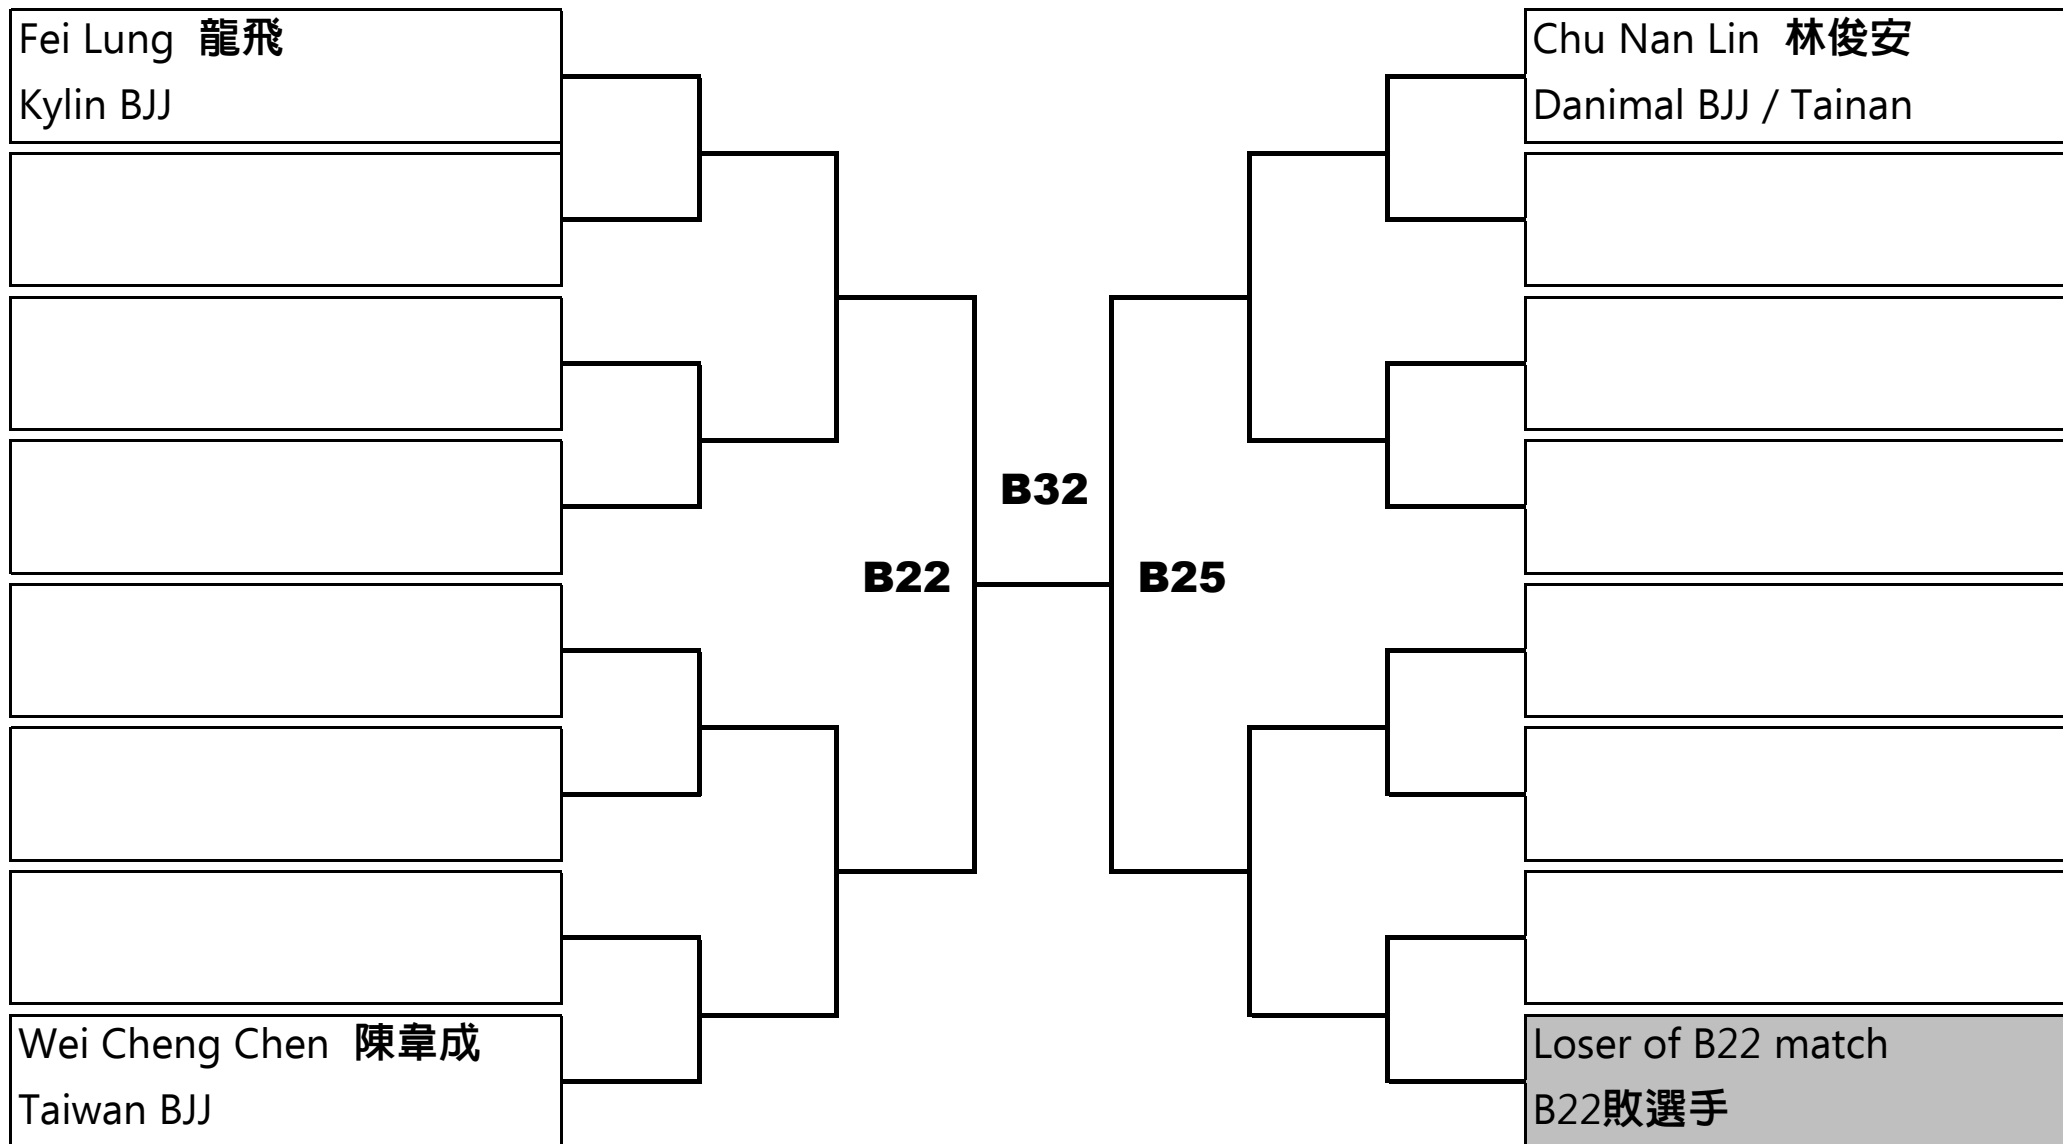 Fei Lung 龍飛
Kylin BJJ
Chu Nan Lin 林俊安
Danimal BJJ / Tainan
B32
B22
B25
Wei Cheng Chen 陳韋成
Taiwan BJJ
Loser of B22 match
B22敗選手